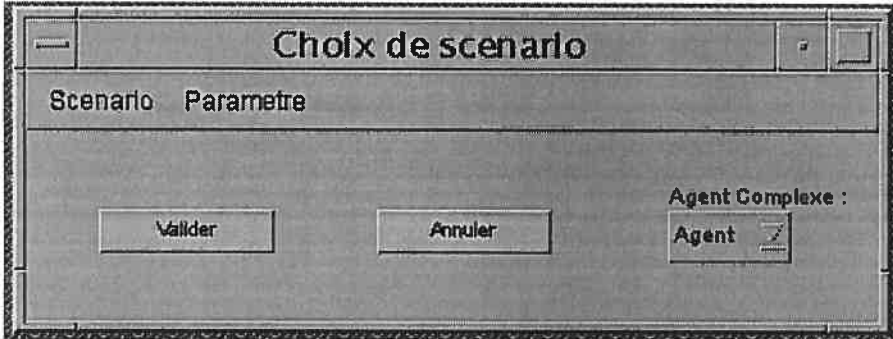 Choix de scenario
Scenario Parametre
Agent Complexe :
Valider Annuler Agent